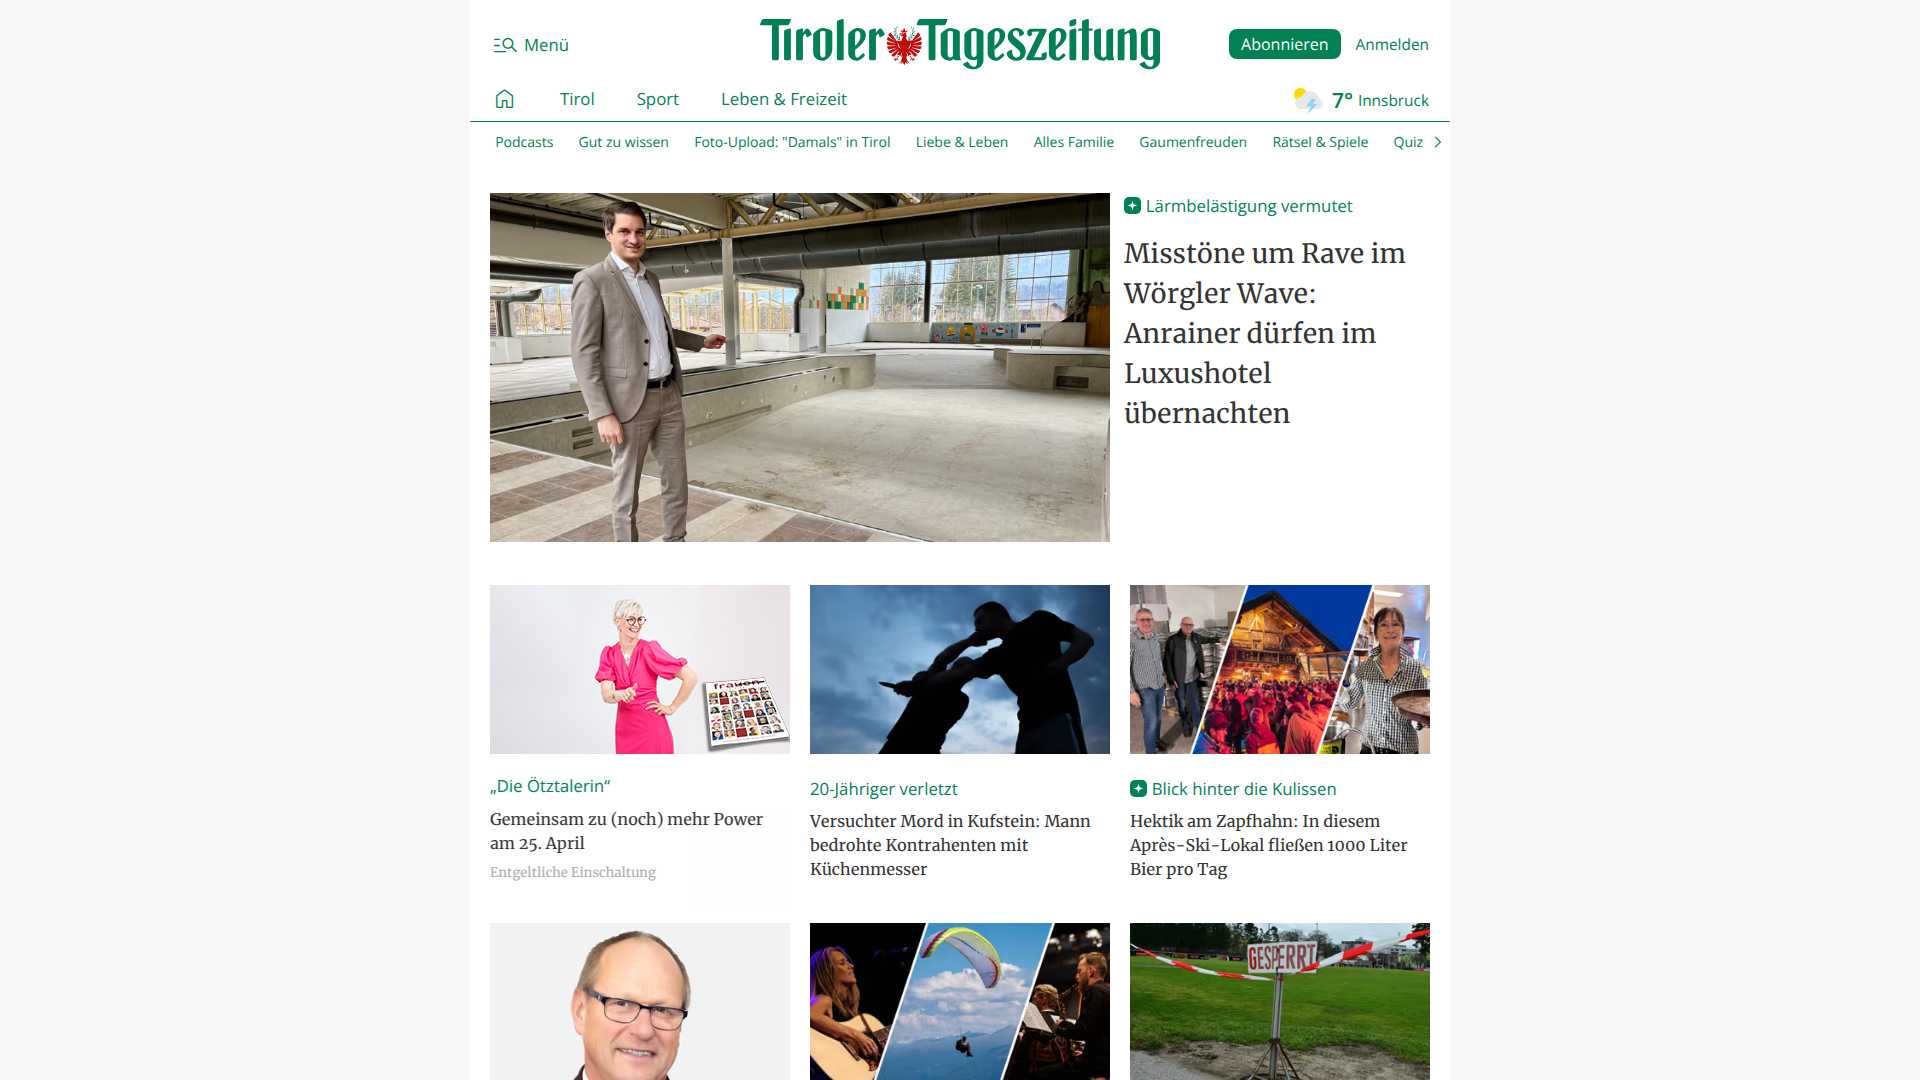 Menü
Tiroler Tageszeitung
Abonnieren
Anmelden
Tirol
Sport
Leben & Freizeit
7° Innsbruck
Podcasts
Gut zu wissen
Foto-Upload: "Damals" in Tirol
Liebe & Leben
Alles Familie
Gaumenfreuden
Rätsel & Spiele
Quiz
Lärmbelästigung vermutet
Misstöne um Rave im
Wörgler Wave:
Anrainer dürfen im
Luxushotel
übernachten
frauen
„Die Ötztalerin“
Gemeinsam zu (noch) mehr Power
am 25. April
Entgeltliche Einschaltung
20-Jähriger verletzt
Versuchter Mord in Kufstein: Mann
bedrohte Kontrahenten mit
Küchenmesser
Blick hinter die Kulissen
Hektik am Zapfhahn: In diesem
Après-Ski-Lokal fließen 1000 Liter
Bier pro Tag
GESPERRT